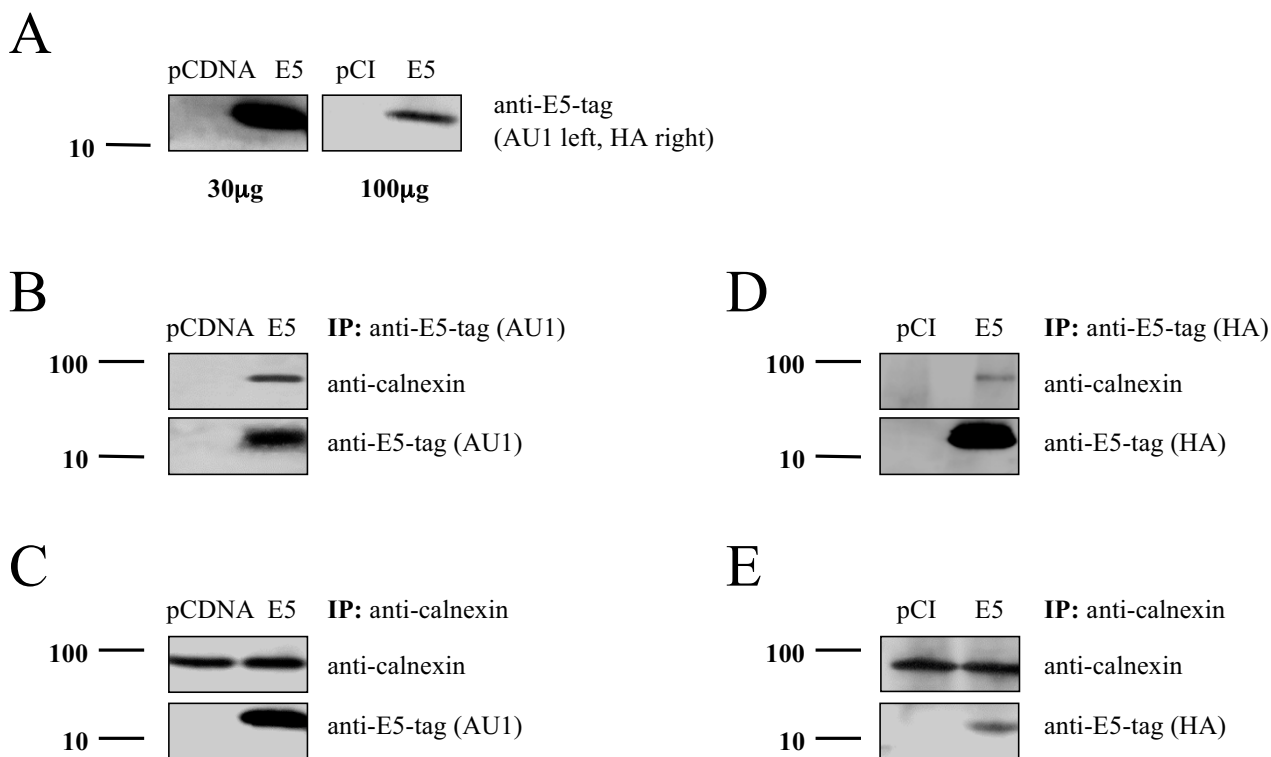 A
pCDNA E5 pCI E5
anti-E5-tag
(AU1 left, HA right)
10
30µg 100µg
B
pCDNA E5 IP: anti-E5-tag (AU1)
100
anti-calnexin
anti-E5-tag (AU1)
10
D
pCI E5 IP: anti-E5-tag (HA)
100
anti-calnexin
anti-E5-tag (HA)
10
C
pCDNA E5 IP: anti-calnexin
100
anti-calnexin
anti-E5-tag (AU1)
10
E
pCI E5 IP: anti-calnexin
100
anti-calnexin
anti-E5-tag (HA)
10